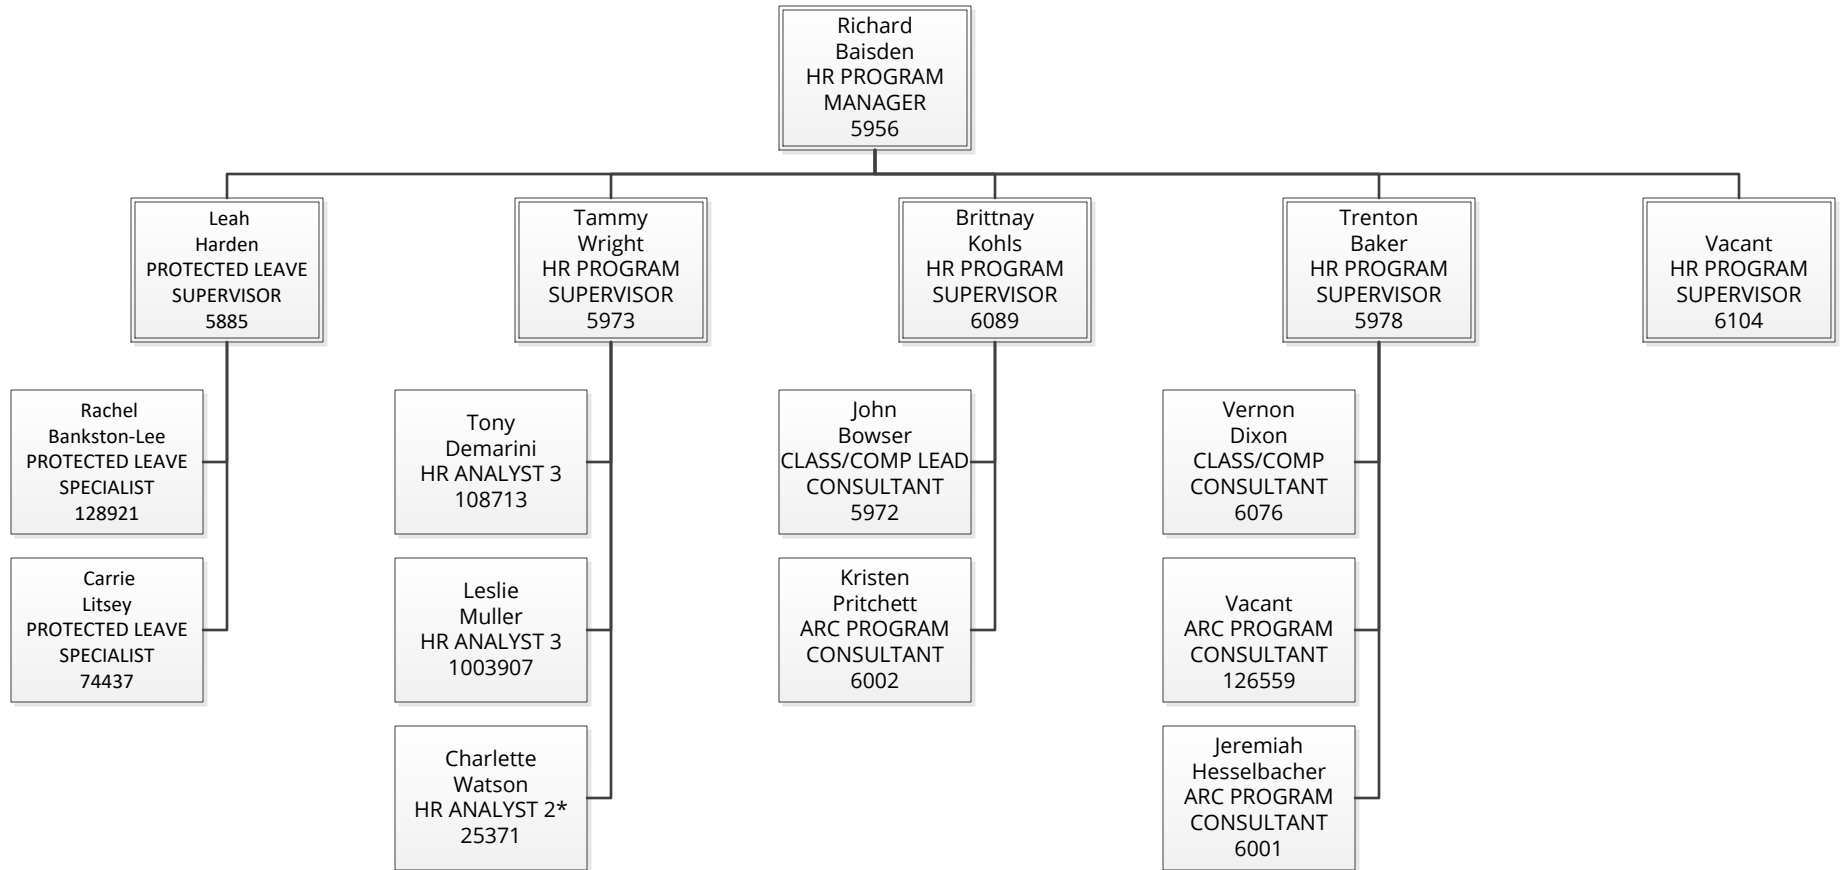 Richard
Baisden
HR PROGRAM
MANAGER
5956
Leah
Harden
PROTECTED LEAVE
SUPERVISOR
5885
Tammy
Wright
HR PROGRAM
SUPERVISOR
5973
Brittnay
Kohls
HR PROGRAM
SUPERVISOR
6089
Trenton
Baker
HR PROGRAM
SUPERVISOR
5978
Vacant
HR PROGRAM
SUPERVISOR
6104
Rachel
Bankston-Lee
PROTECTED LEAVE
SPECIALIST
128921
Tony
Demarini
HR ANALYST 3
108713
John
Bowser
CLASS/COMP LEAD
CONSULTANT
5972
Vernon
Dixon
CLASS/COMP
CONSULTANT
6076
Carrie
Litsey
PROTECTED LEAVE
SPECIALIST
74437
Leslie
Muller
HR ANALYST 3
1003907
Kristen
Pritchett
ARC PROGRAM
CONSULTANT
6002
Vacant
ARC PROGRAM
CONSULTANT
126559
Charlette
Watson
HR ANALYST 2*
25371
Jeremiah
Hesselbacher
ARC PROGRAM
CONSULTANT
6001